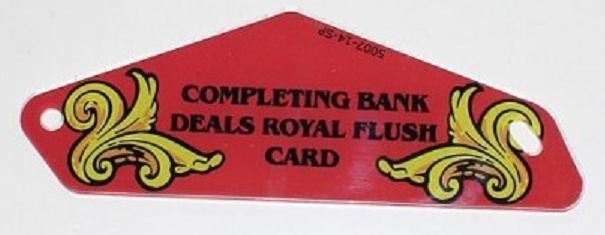 5007-14-SP
COMPLETING BANK
DEALS ROYAL FLUSH
CARD